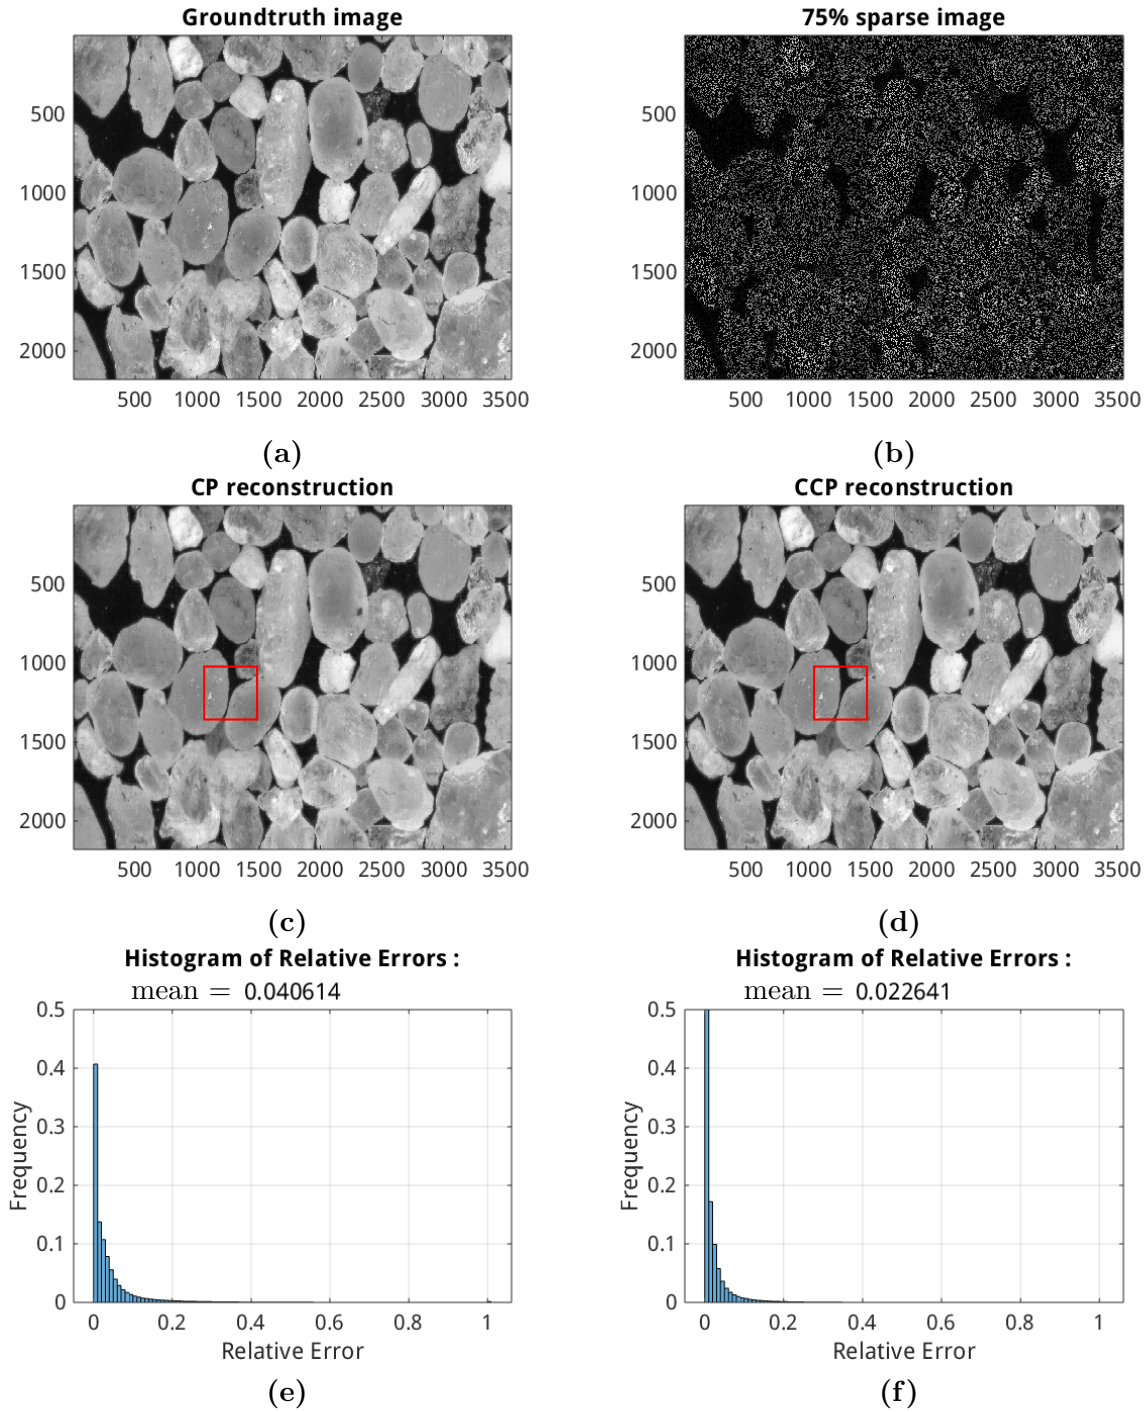 Groundtruth image
75% sparse image
500
1000
1500
2000
500 1000 1500 2000 2500 3000 3500
500
1000
1500
2000
500 1000 1500 2000 2500 3000 3500
(a)
(b)
CP reconstruction
CCP reconstruction
500
1000
1500
2000
500 1000 1500 2000 2500 3000 3500
500
1000
1500
2000
500 1000 1500 2000 2500 3000 3500
(c)
(d)
Histogram of Relative Errors :
mean = 0.040614
0.5
0.4
0.3
0.2
0.1
0
Frequency
0 0.2 0.4 0.6 0.8 1
Relative Error
Histogram of Relative Errors :
mean = 0.022641
0.5
0.4
0.3
0.2
0.1
0
Frequency
0 0.2 0.4 0.6 0.8 1
Relative Error
(e)
(f)